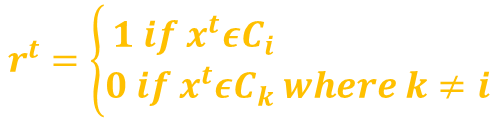 r^t = { 1 if x^t ϵ C_i
0 if x^t ϵ C_k where k ≠ i